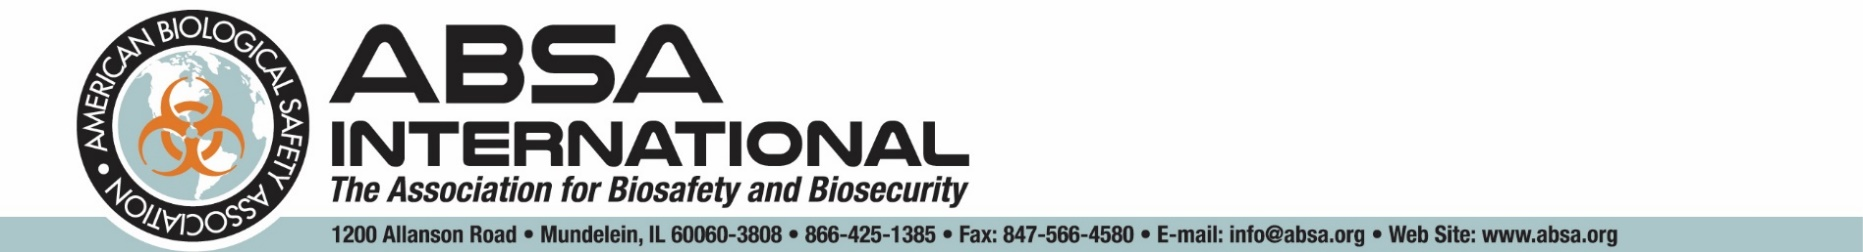 AMERICAN BIOLOGICAL SAFETY ASSOCIATION •
ABSA
INTERNATIONAL
The Association for Biosafety and Biosecurity
1200 Allanson Road • Mundelein, IL 60060-3808 • 866-425-1385 • Fax: 847-566-4580 • E-mail: info@absa.org • Web Site: www.absa.org